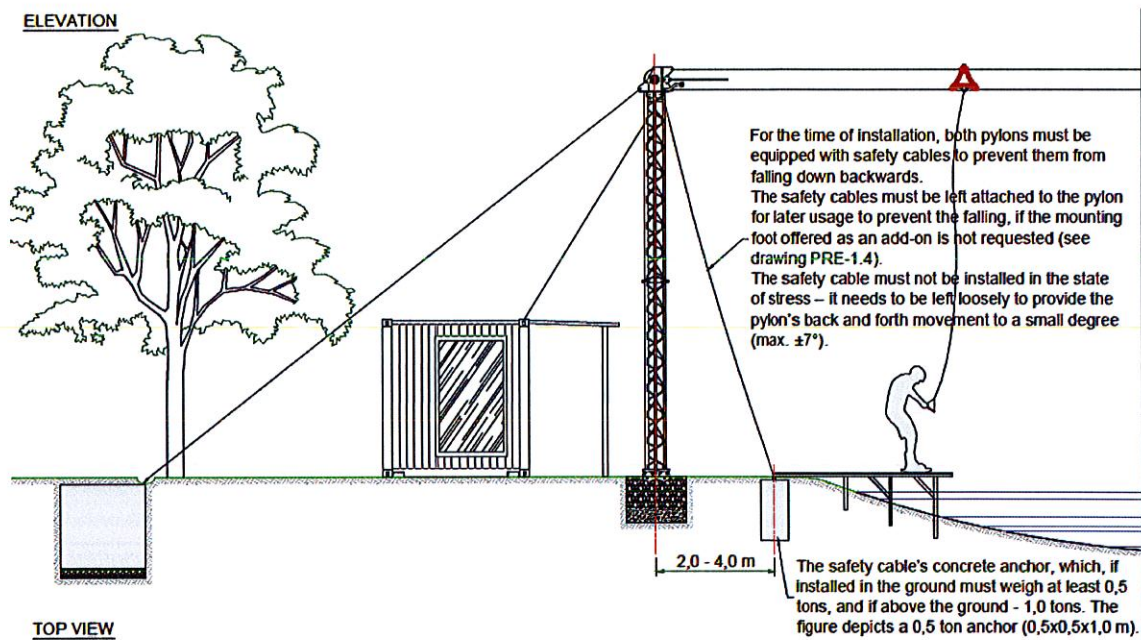 ELEVATION
For the time of installation, both pylons must be
equipped with safety cables to prevent them from
falling down backwards.
The safety cables must be left attached to the pylon
for later usage to prevent the falling, if the mounting
foot offered as an add-on is not requested (see
drawing PRE-1.4).
The safety cable must not be installed in the state
of stress – it needs to be left loosely to provide the
pylon's back and forth movement to a small degree
(max. ±7°).
2,0 - 4,0 m
The safety cable's concrete anchor, which, if
installed in the ground must weigh at least 0,5
tons, and if above the ground - 1,0 tons. The
figure depicts a 0,5 ton anchor (0,5x0,5x1,0 m).
TOP VIEW